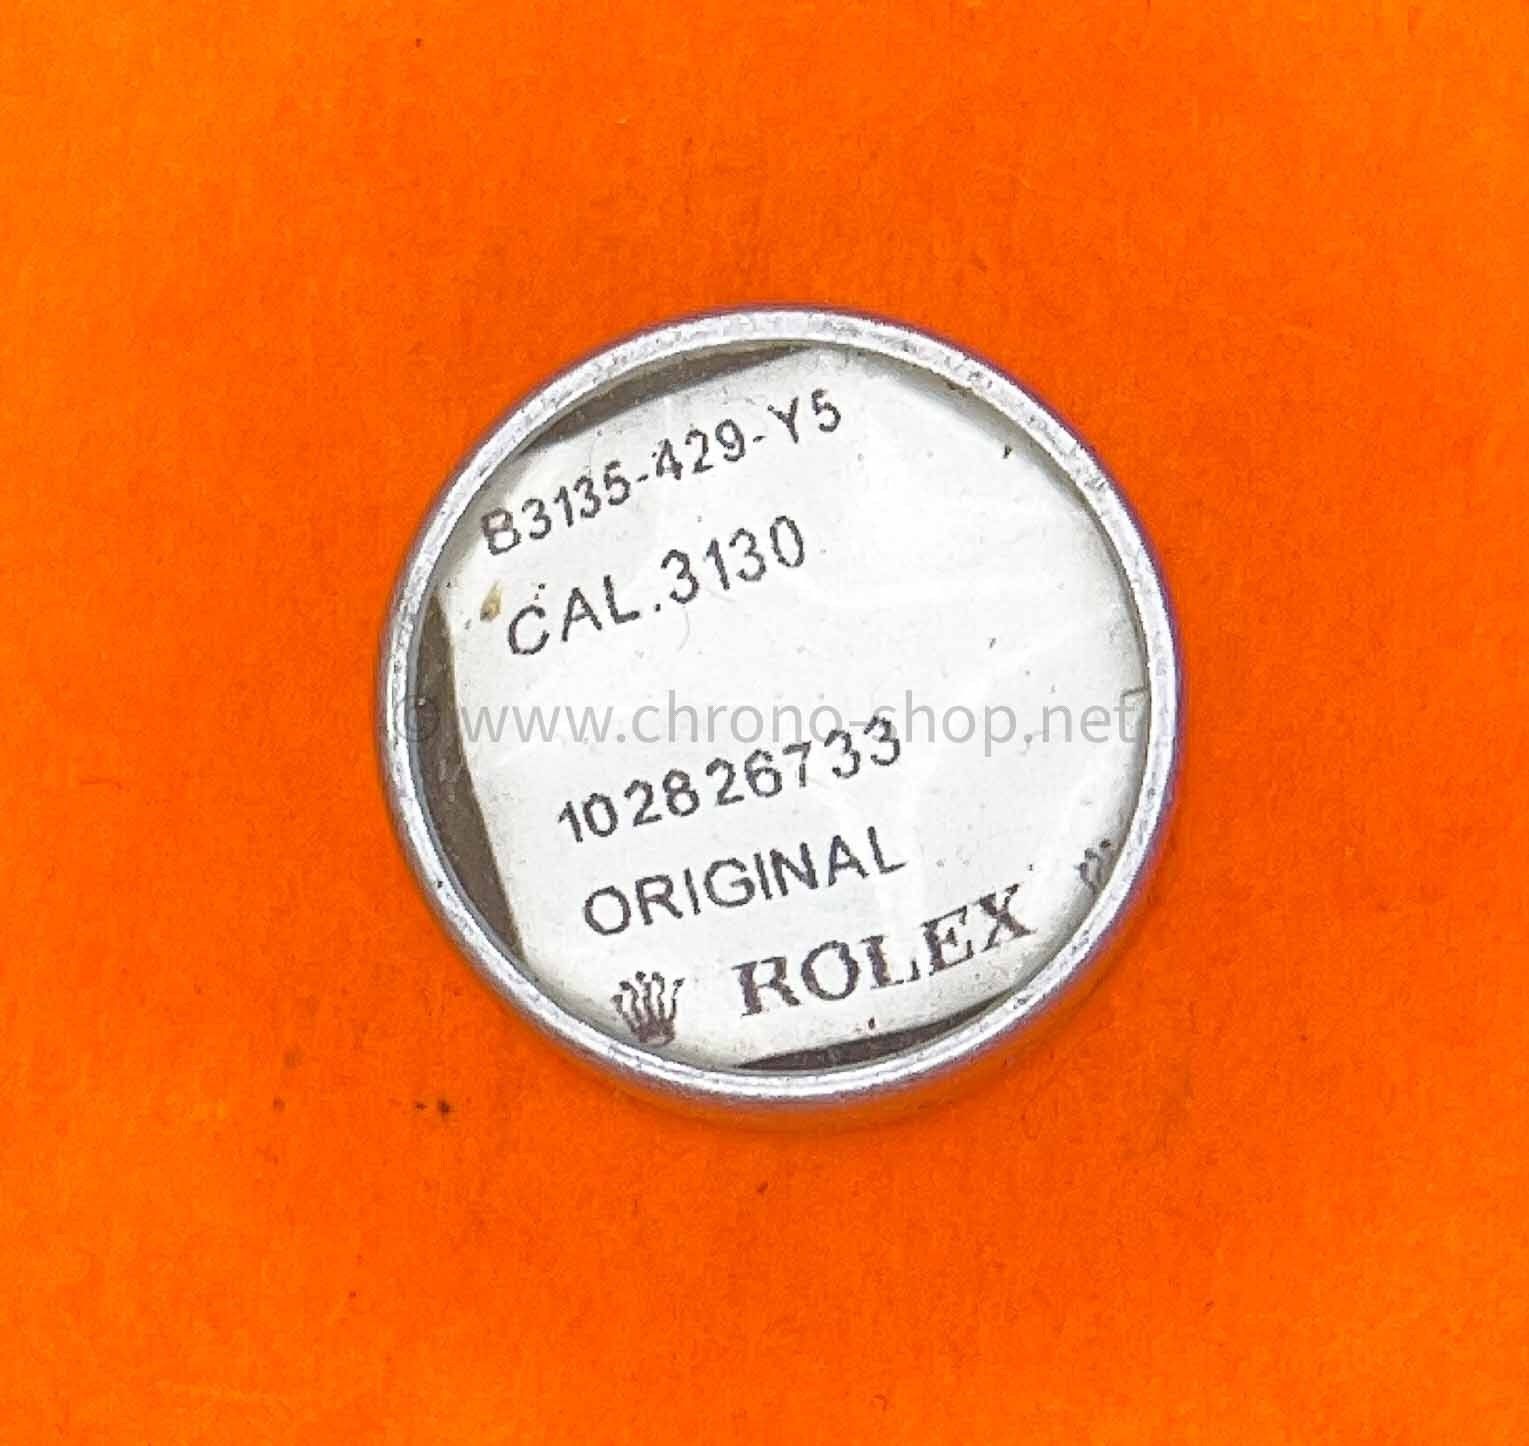 B3135-429-Y5
CAL.3130
© www.chrono-shop.net
102826733
ORIGINAL
ROLEX